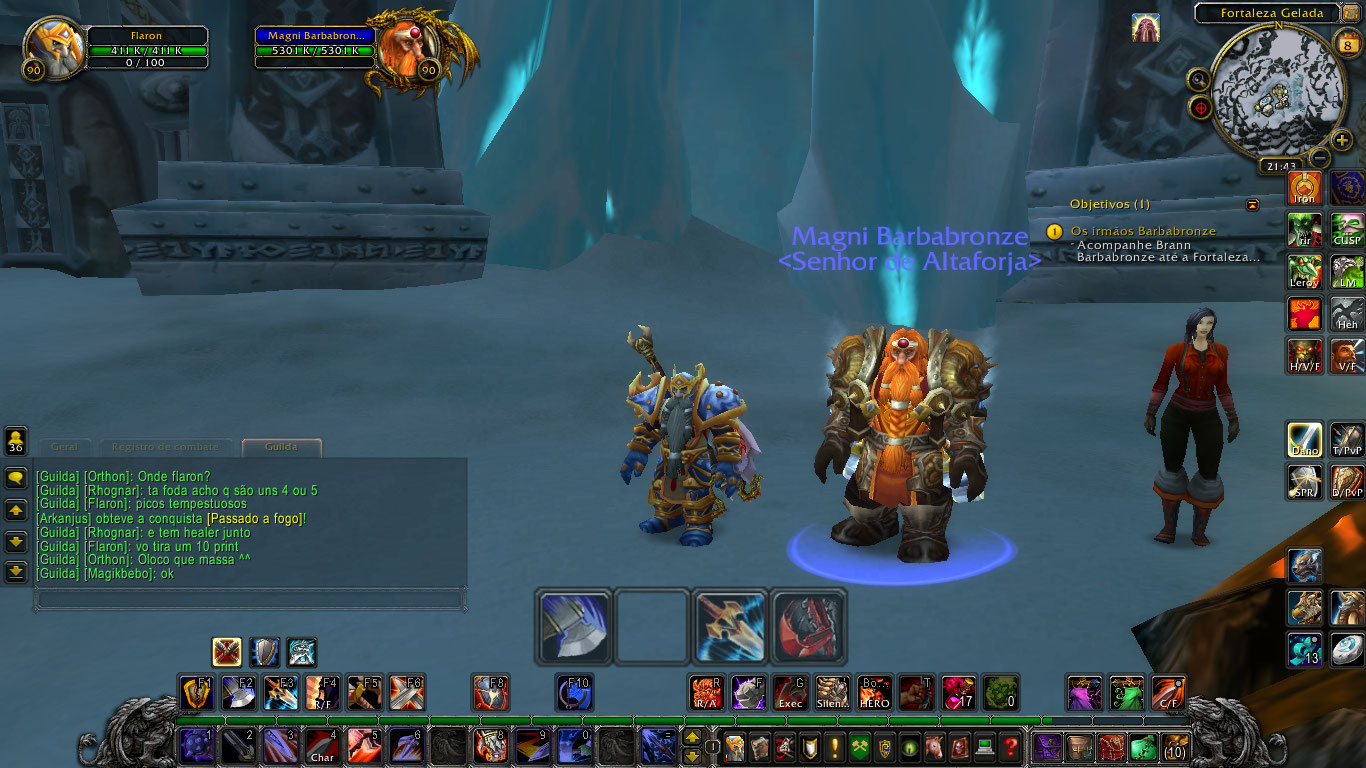 Flaron
411 K / 411 K
0 / 100
90
Magni Barbabron...
5301 K / 5301 K
90
Fortaleza Gelada
N
8
21:43
Objetivos (1)
Os irmãos Barbabronze
- Acompanhe Brann
Barbabronze até a Fortaleza...
Magni Barbabronze
<Senhor de Altaforja>
Iron
CUSP
Leroy
LM
Heh
H/V/F
V/F
Dano
T/PvP
SPR/
D/PvP
13
36
Geral
Registro de combate
Guilda
[Guilda] [Orthon]: Onde flaron?
[Guilda] [Rhognar]: ta foda acho q são uns 4 ou 5
[Guilda] [Flaron]: picos tempestuosos
[Arkanjus] obteve a conquista [Passado a fogo]!
[Guilda] [Rhognar]: e tem healer junto
[Guilda] [Flaron]: vo tira um 10 print
[Guilda] [Orthon]: Oloco que massa ^^
[Guilda] [Magikbebo]: ok
F1
F2
F3
F4
R/F
F5
F6
F8
F10
R
R/A
F
G
Exec
Silen...
Bo...
HERO
T
17
0
C/F
1
2
3
4
Char
5
6
8
9
0
-
=
1
(10)